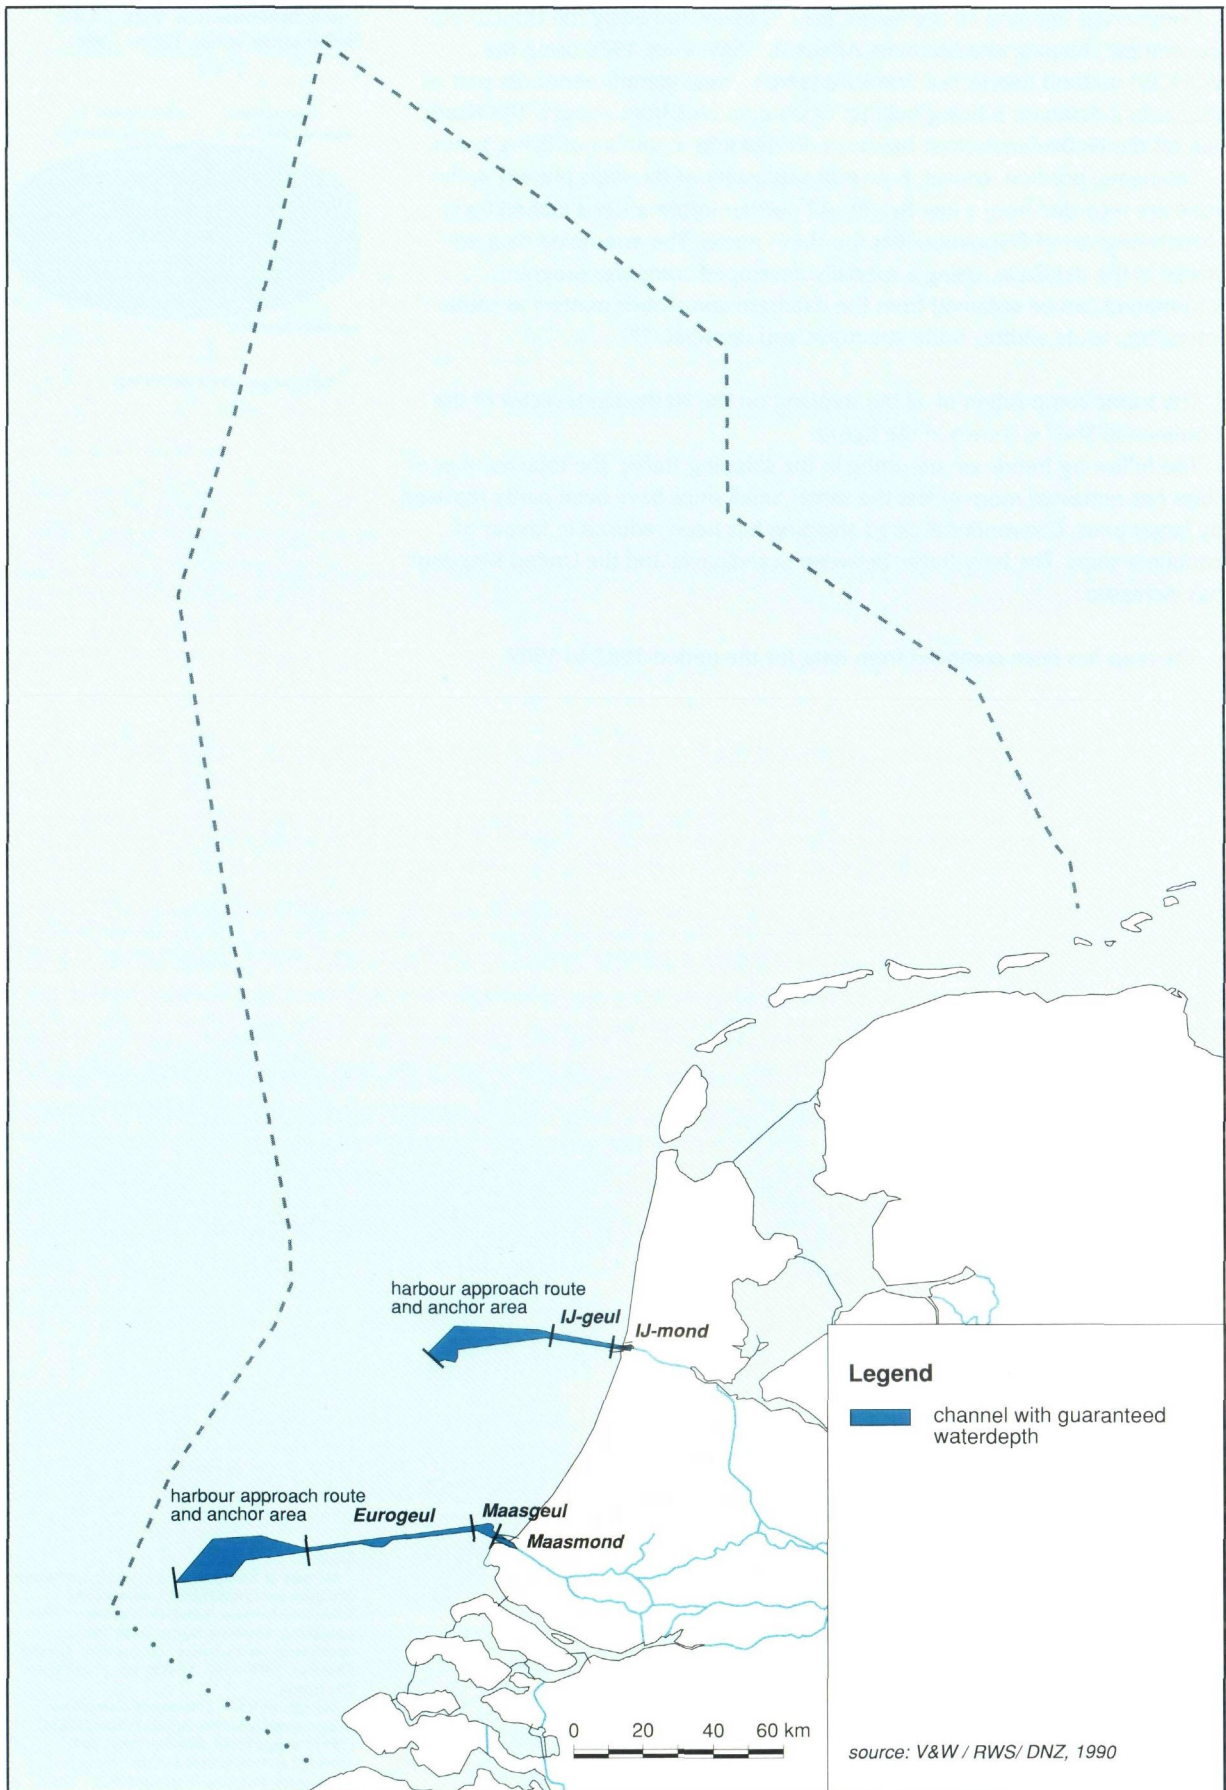 harbour approach route
and anchor area
IJ-geul
IJ-mond
harbour approach route
and anchor area
Eurogeul
Maasgeul
Maasmond
Legend
channel with guaranteed
waterdepth
0 20 40 60 km
source: V&W / RWS/ DNZ, 1990